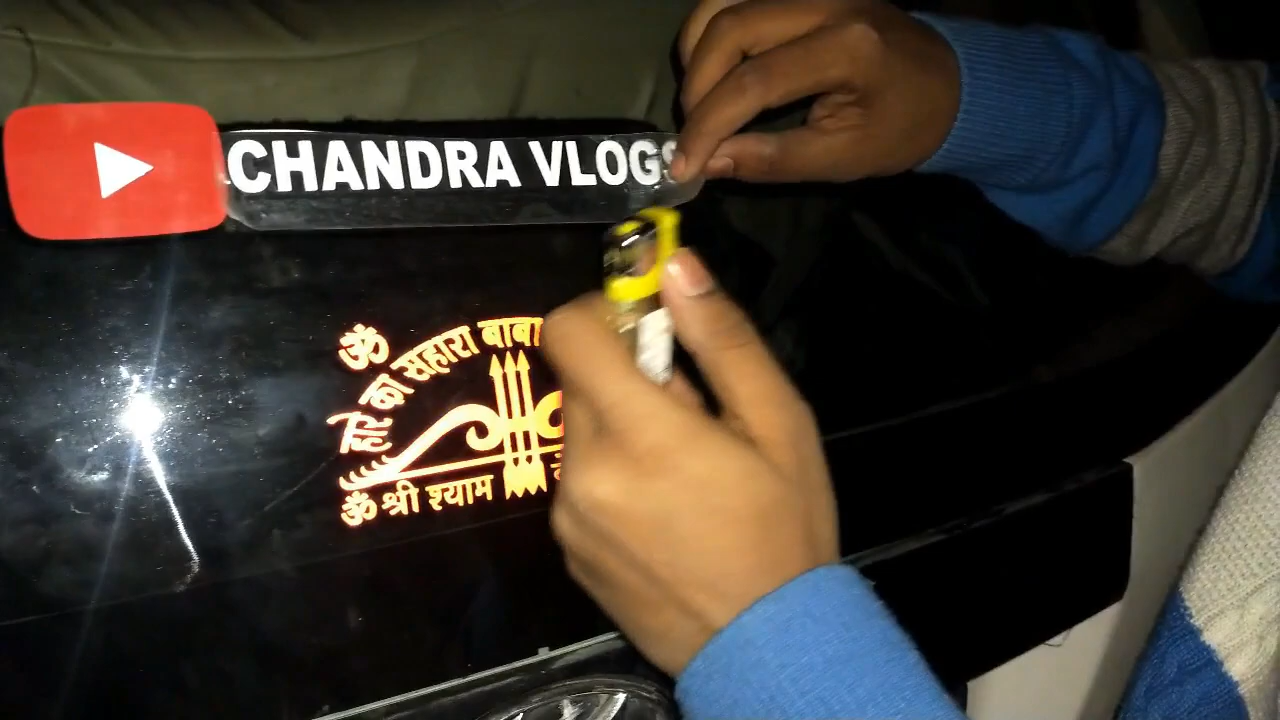 CHANDRA VLOGS
ॐ
हारे का सहारा बाबा
ॐ श्री श्याम